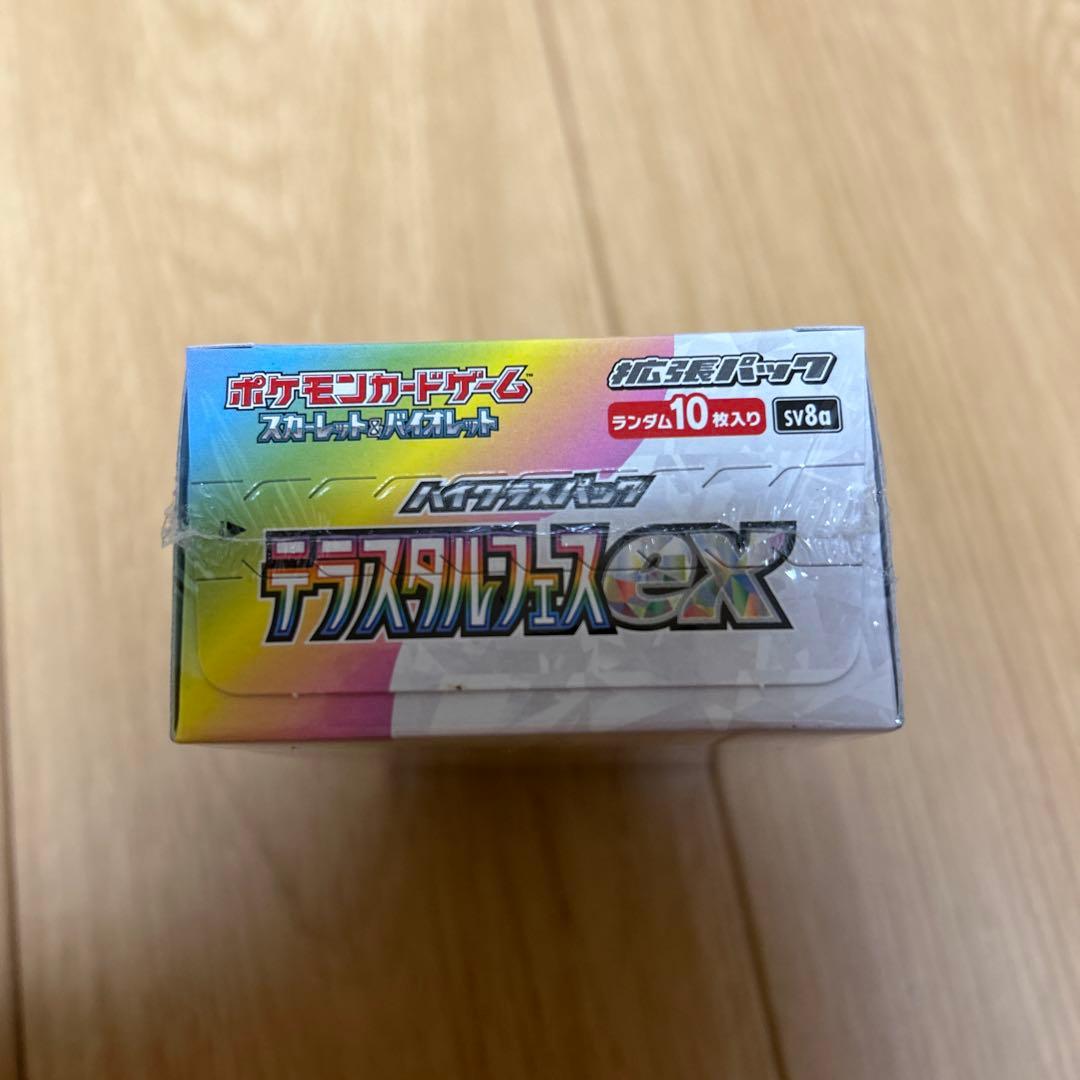 ポケモンカードゲーム™
スカーレット&バイオレット
拡張パック
ランダム10枚入り
SV8a
ハイクラスパック
テラスタルフェスex